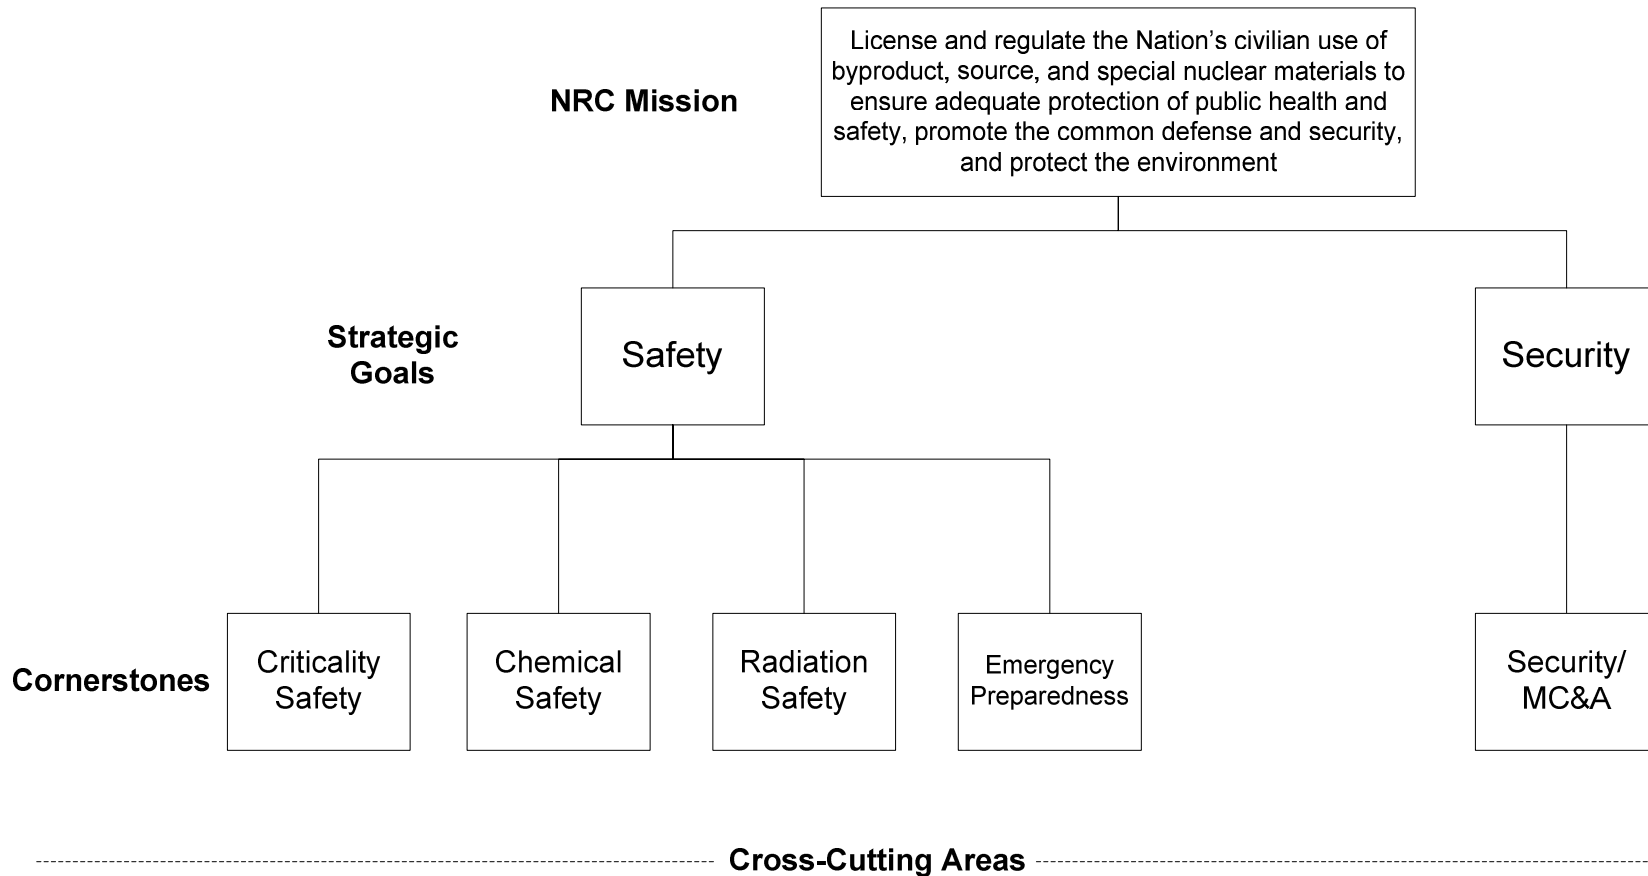 License and regulate the Nation’s civilian use of
byproduct, source, and special nuclear materials to
ensure adequate protection of public health and
safety, promote the common defense and security,
and protect the environment
NRC Mission
Strategic
Goals
Safety
Security
Cornerstones
Criticality
Safety
Chemical
Safety
Radiation
Safety
Emergency
Preparedness
Security/
MC&A
Cross-Cutting Areas